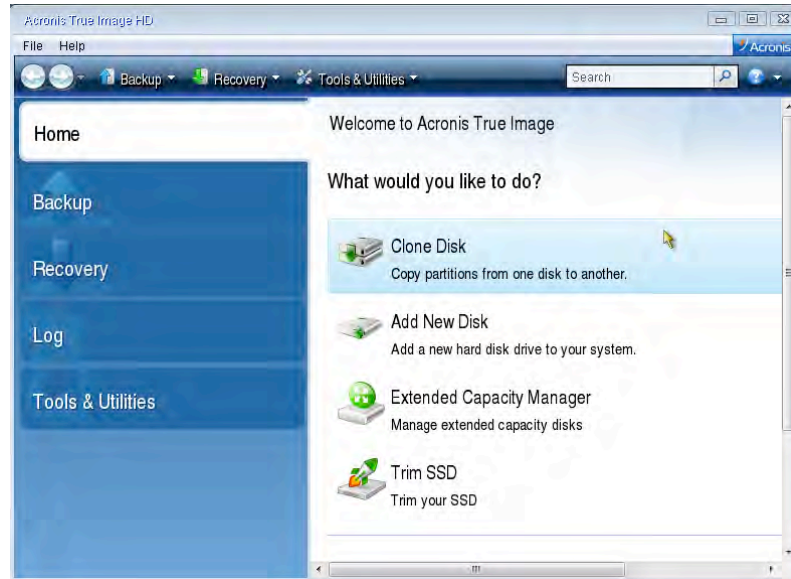 Acronis True Image HD
File Help
Acronis
Backup Recovery Tools & Utilities Search
Home
Backup
Recovery
Log
Tools & Utilities
Welcome to Acronis True Image
What would you like to do?
Clone Disk
Copy partitions from one disk to another.
Add New Disk
Add a new hard disk drive to your system.
Extended Capacity Manager
Manage extended capacity disks
Trim SSD
Trim your SSD